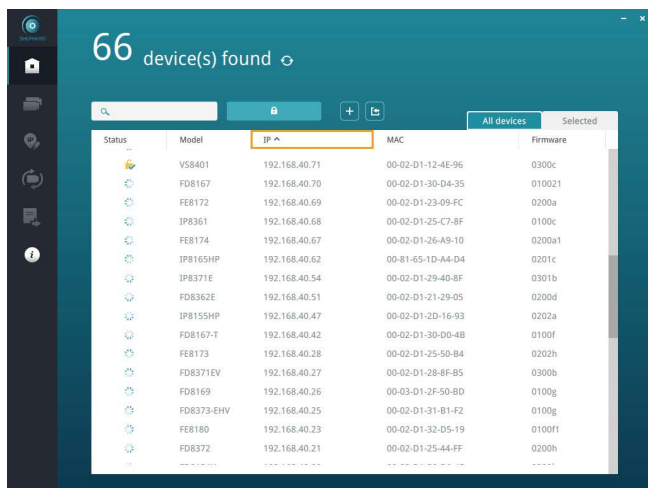 SHEPHERD
66 device(s) found
All devices Selected
Status Model IP MAC Firmware
VS8401 192.168.40.71 00-02-D1-12-4E-96 0300c
FD8167 192.168.40.70 00-02-D1-30-D4-35 010021
FE8172 192.168.40.69 00-02-D1-23-09-FC 0200a
IP8361 192.168.40.68 00-02-D1-25-C7-8F 0100c
FE8174 192.168.40.67 00-02-D1-26-A9-10 0200a1
IP8165HP 192.168.40.62 00-81-65-1D-A4-D4 0201c
IP8371E 192.168.40.54 00-02-D1-29-40-8F 0301b
FD8362E 192.168.40.51 00-02-D1-21-29-05 0200d
IP8155HP 192.168.40.47 00-02-D1-2D-16-93 0202a
FD8167-T 192.168.40.42 00-02-D1-30-D0-4B 0100f
FE8173 192.168.40.28 00-02-D1-25-50-B4 0202h
FD8371EV 192.168.40.27 00-02-D1-28-8F-B5 0300b
FD8169 192.168.40.26 00-03-D1-2F-50-BD 0100g
FD8373-EHV 192.168.40.25 00-02-D1-31-B1-F2 0100g
FE8180 192.168.40.23 00-02-D1-32-D5-19 0100f1
FD8372 192.168.40.21 00-02-D1-25-44-FF 0200h